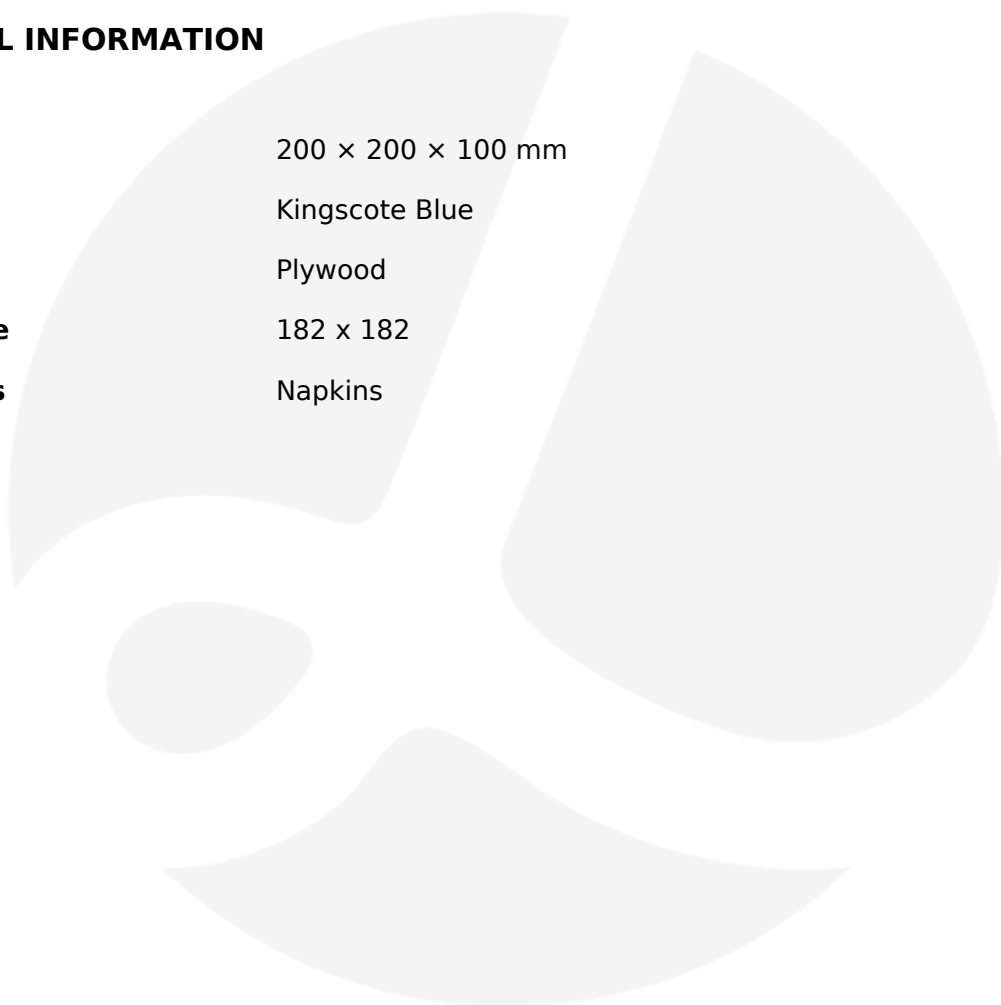 L INFORMATION
200 × 200 × 100 mm
Kingscote Blue
Plywood
e 182 x 182
s Napkins